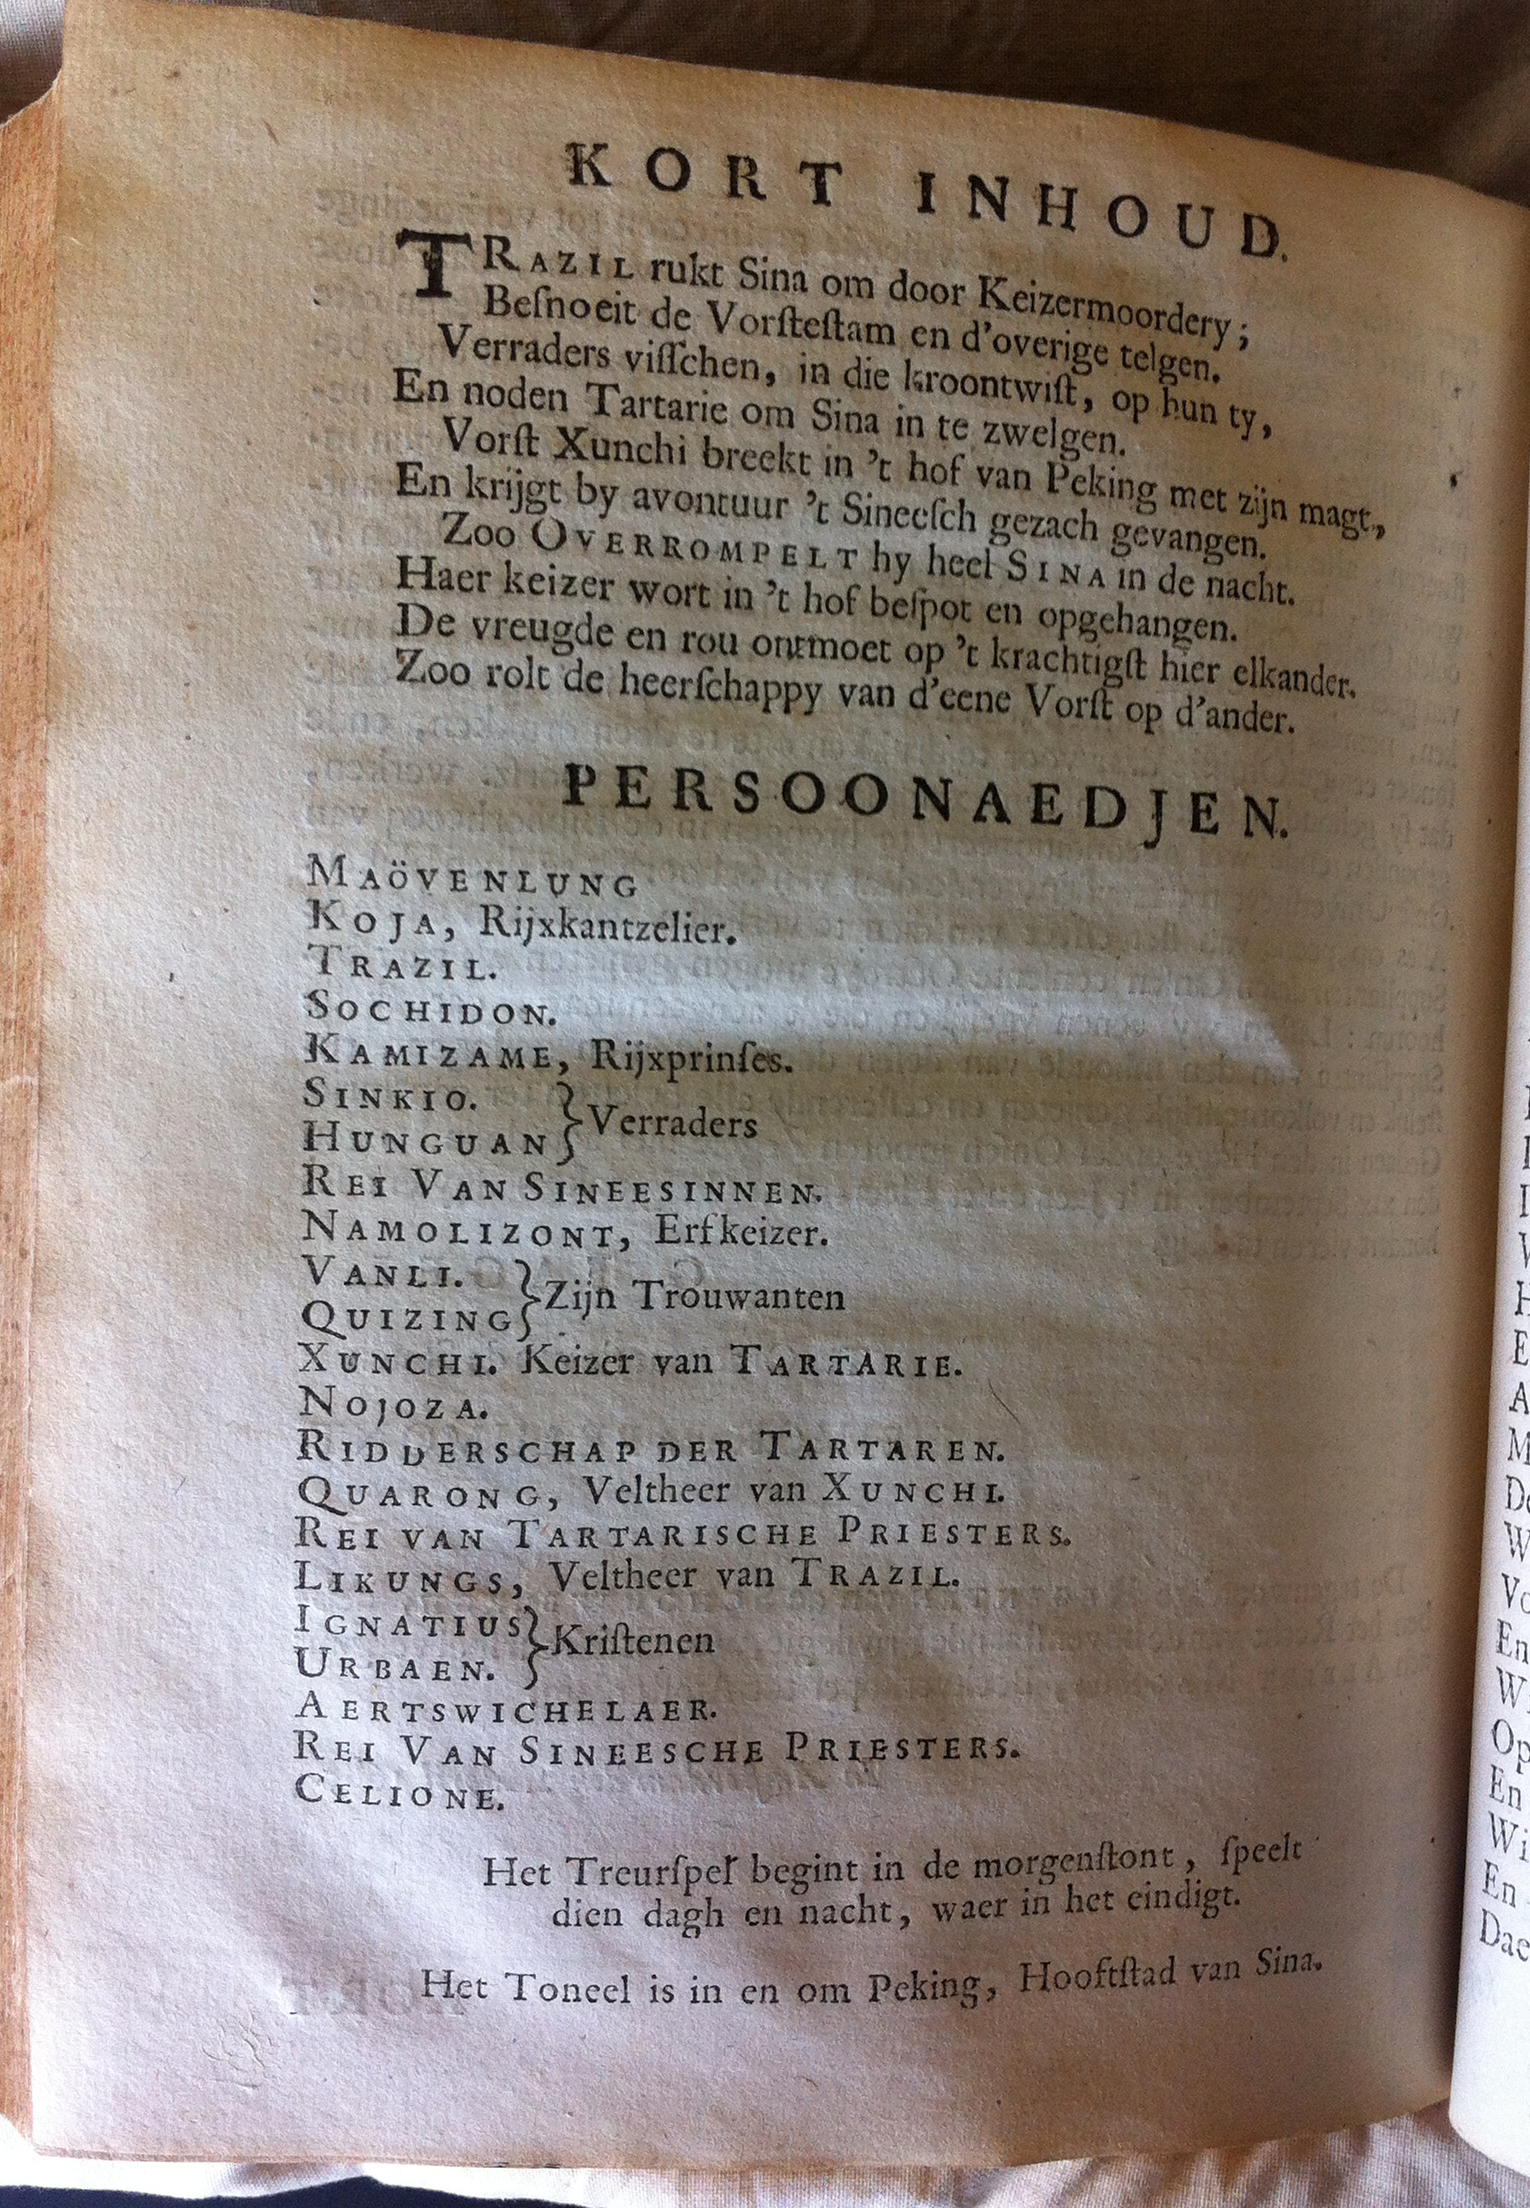 KORT INHOUD.
TRAZIL rukt Sina om door Keizermoordery;
Beſnoeit de Vorſteſtam en d'overige telgen.
Verraders viſſchen, in die kroontwiſt, op hun ty,
En noden Tartarie om Sina in te zwelgen.
Vorſt Xunchi breekt in 't hof van Peking met zijn magt,
En krijgt by avontuur 't Sineeſch gezach gevangen.
Zoo OVERROMPELT hy heel SINA in de nacht.
Haer keizer wort in 't hof beſpot en opgehangen.
De vreugde en rou ontmoet op 't krachtigſt hier elkander.
Zoo rolt de heerſchappy van d'eene Vorſt op d'ander.
PERSOONAEDJEN.
MAÖVENLUNG
KOJA, Rijxkantzelier.
TRAZIL.
SOCHIDON.
KAMIZAME, Rijxprinſes.
SINKIO.
HUNGUAN } Verraders
REI VAN SINEESINNEN.
NAMOLIZONT, Erfkeizer.
VANLI.
QUIZING } Zijn Trouwanten
XUNCHI. Keizer van TARTARIE.
NOJOZA.
RIDDERSCHAP DER TARTAREN.
QUARONG, Veltheer van XUNCHI.
REI VAN TARTARISCHE PRIESTERS.
LIKUNGS, Veltheer van TRAZIL.
IGNATIUS
URBAEN. } Kriſtenen
AERTSWICHELAER.
REI VAN SINEESCHE PRIESTERS.
CELIONE.
Het Treurſpel begint in de morgenſtont, ſpeelt
dien dagh en nacht, waer in het eindigt.
Het Toneel is in en om Peking, Hooftſtad van Sina.